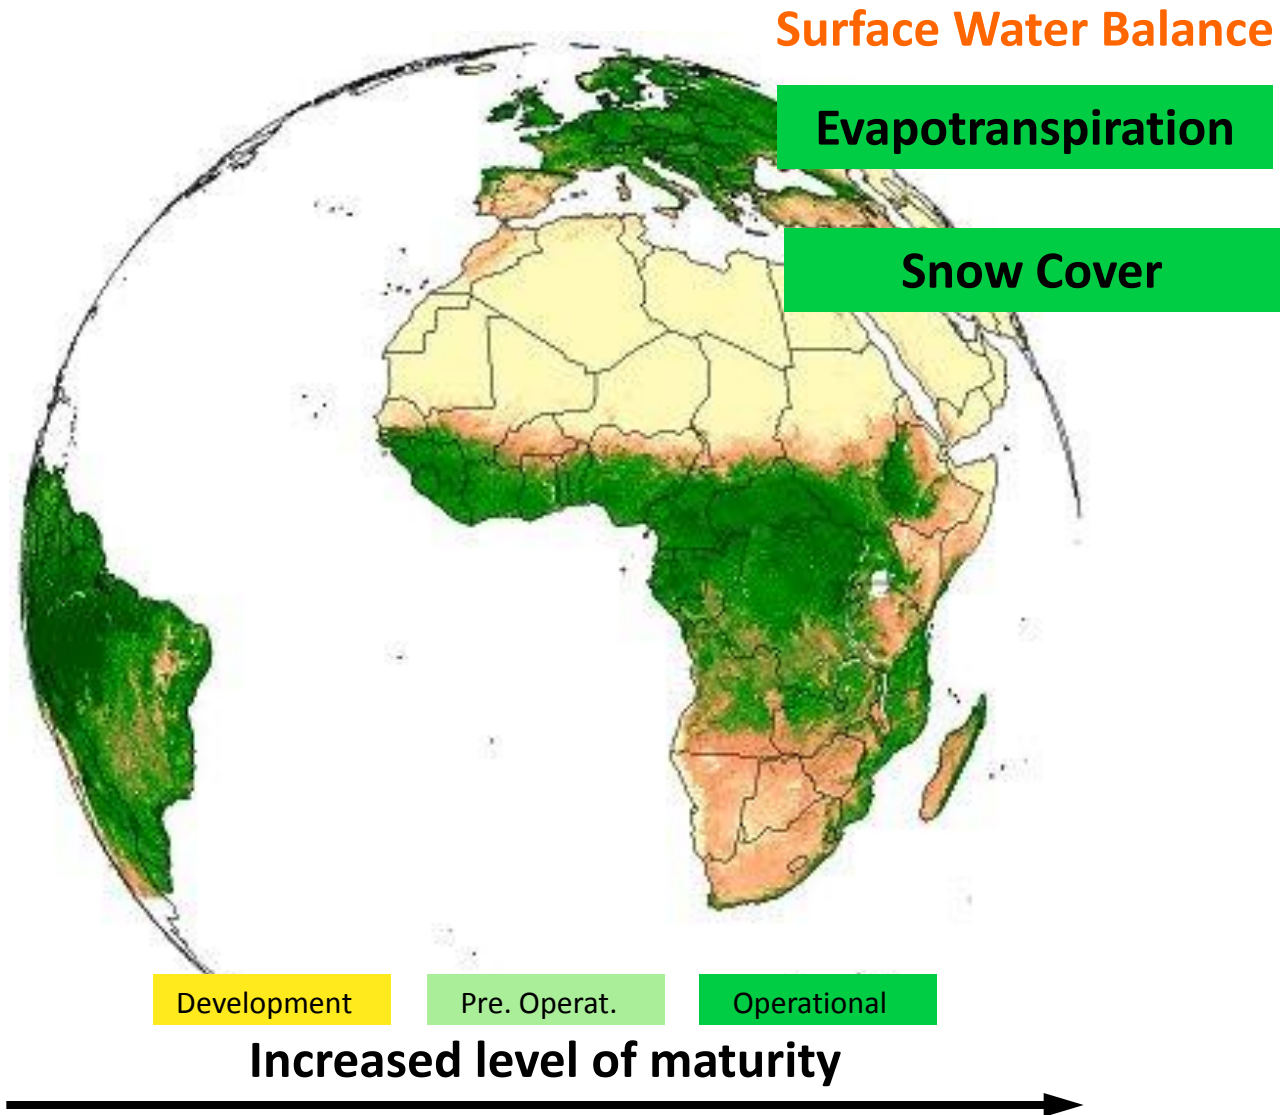 Surface Water Balance
Evapotranspiration
Snow Cover
Development
Pre. Operat.
Operational
Increased level of maturity